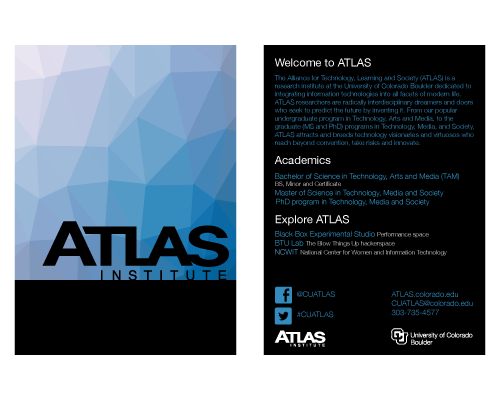 ATLAS
INSTITUTE
Welcome to ATLAS
The Alliance for Technology, Learning and Society (ATLAS) is a
research institute at the University of Colorado Boulder dedicated to
integrating information technologies into all facets of modern life.
ATLAS researchers are radically interdisciplinary dreamers and doers
who seek to predict the future by inventing it. From our popular
undergraduate program in Technology, Arts and Media, to the
graduate (MS and PhD) programs in Technology, Media, and Society,
ATLAS attracts and breeds technology visionaries and virtuosos who
reach beyond convention, take risks and innovate.
Academics
Bachelor of Science in Technology, Arts and Media (TAM)
BS, Minor and Certificate
Master of Science in Technology, Media and Society
PhD program in Technology, Media and Society
Explore ATLAS
Black Box Experimental Studio Performance space
BTU Lab The Blow Things Up hackerspace
NCWIT National Center for Women and Information Technology
@CUATLAS
#CUATLAS
ATLAS.colorado.edu
CUATLAS@colorado.edu
303-735-4577
ATLAS
INSTITUTE
CU University of Colorado
Boulder